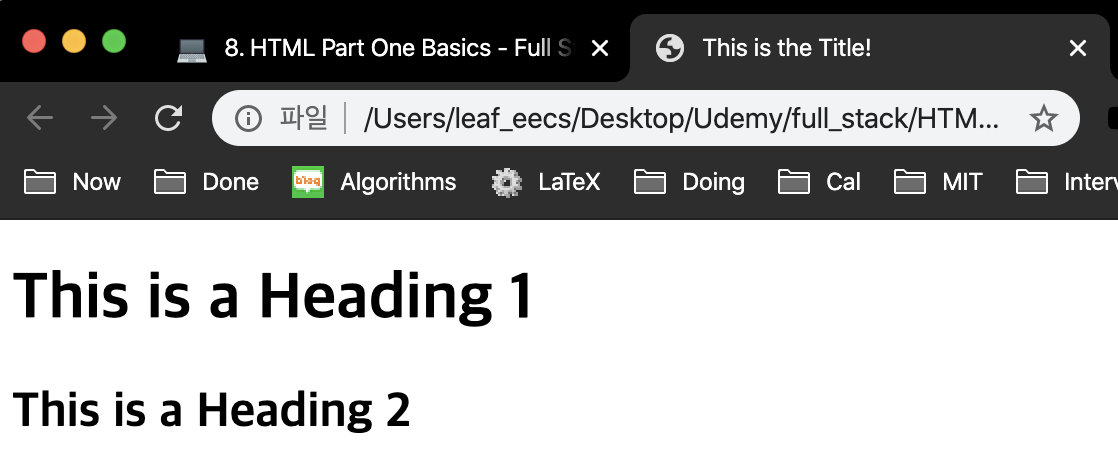 8. HTML Part One Basics - Full S
This is the Title!
파일 | /Users/leaf_eecs/Desktop/Udemy/full_stack/HTM...
Now Done blog Algorithms LaTeX Doing Cal MIT Interv
This is a Heading 1
This is a Heading 2